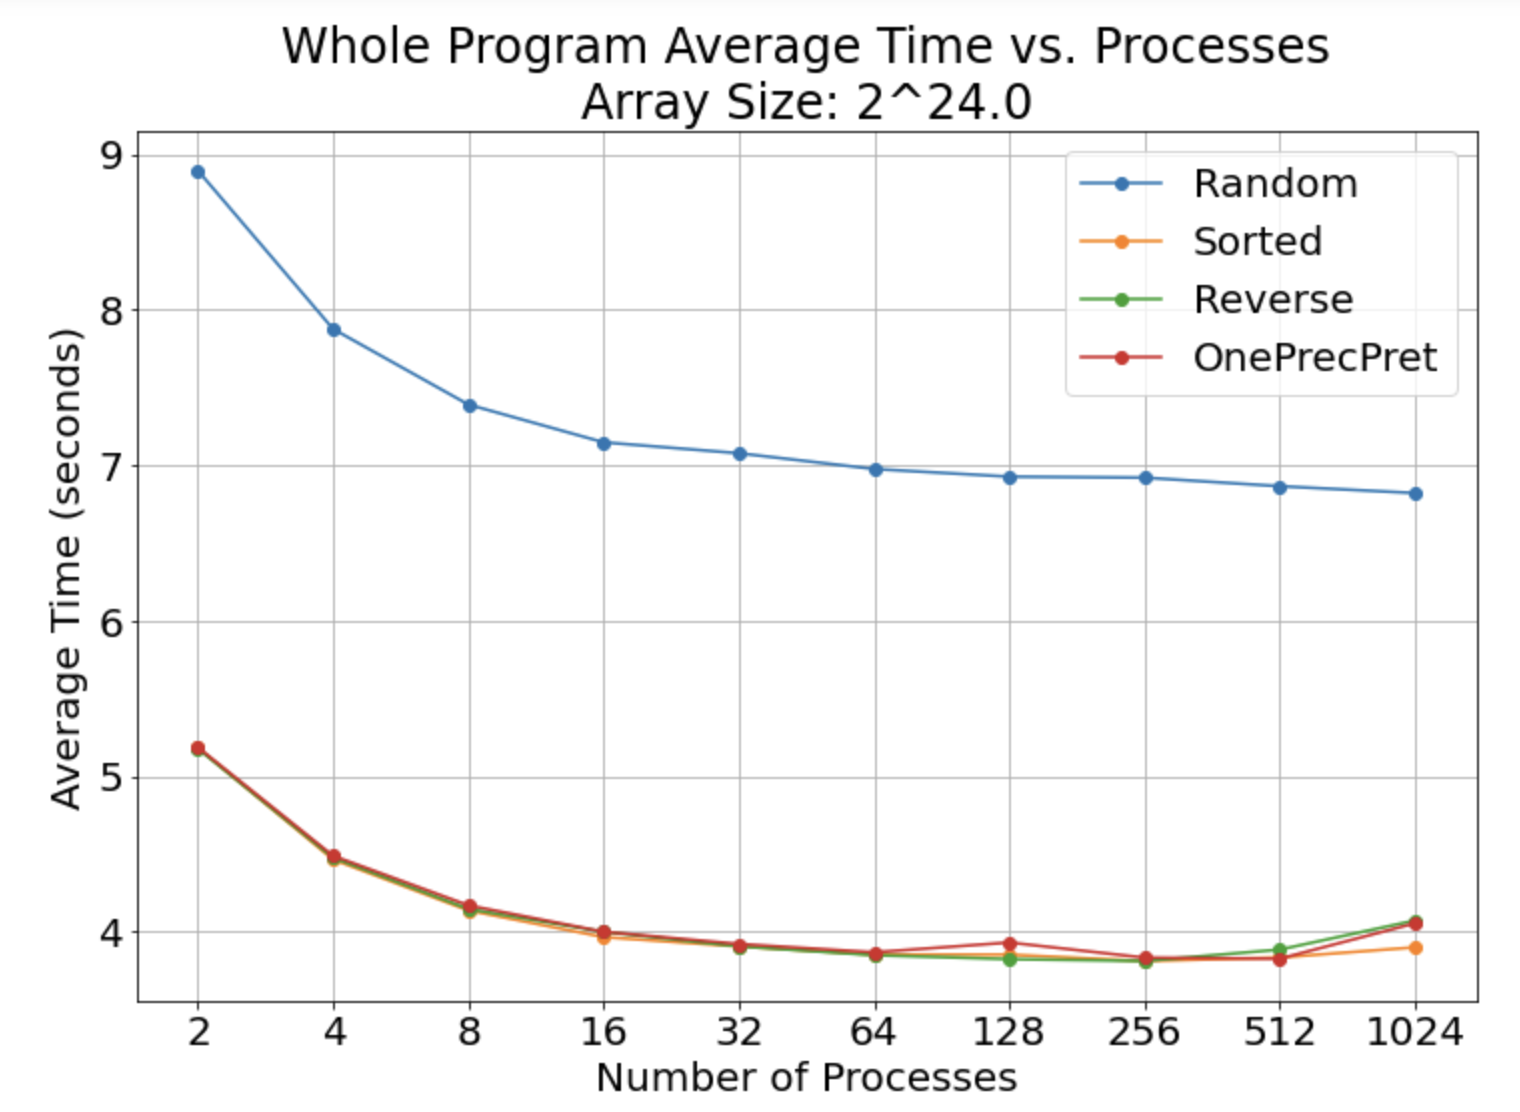 Whole Program Average Time vs. Processes
Array Size: 2^24.0
Average Time (seconds)
9
8
7
6
5
4
Random
Sorted
Reverse
OnePrecPret
2 4 8 16 32 64 128 256 512 1024
Number of Processes